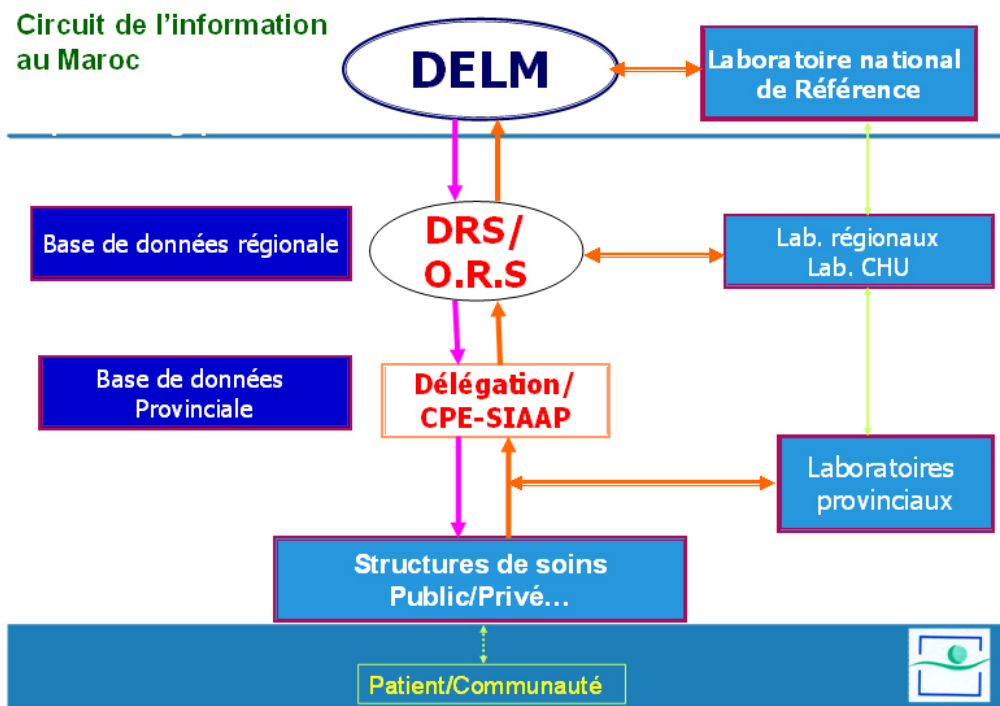 Circuit de l'information
au Maroc
DELM
Laboratoire national
de Référence
Base de données régionale
DRS/
O.R.S
Lab. régionaux
Lab. CHU
Base de données
Provinciale
Délégation/
CPE-SIAAP
Laboratoires
provinciaux
Structures de soins
Public/Privé...
Patient/Communauté